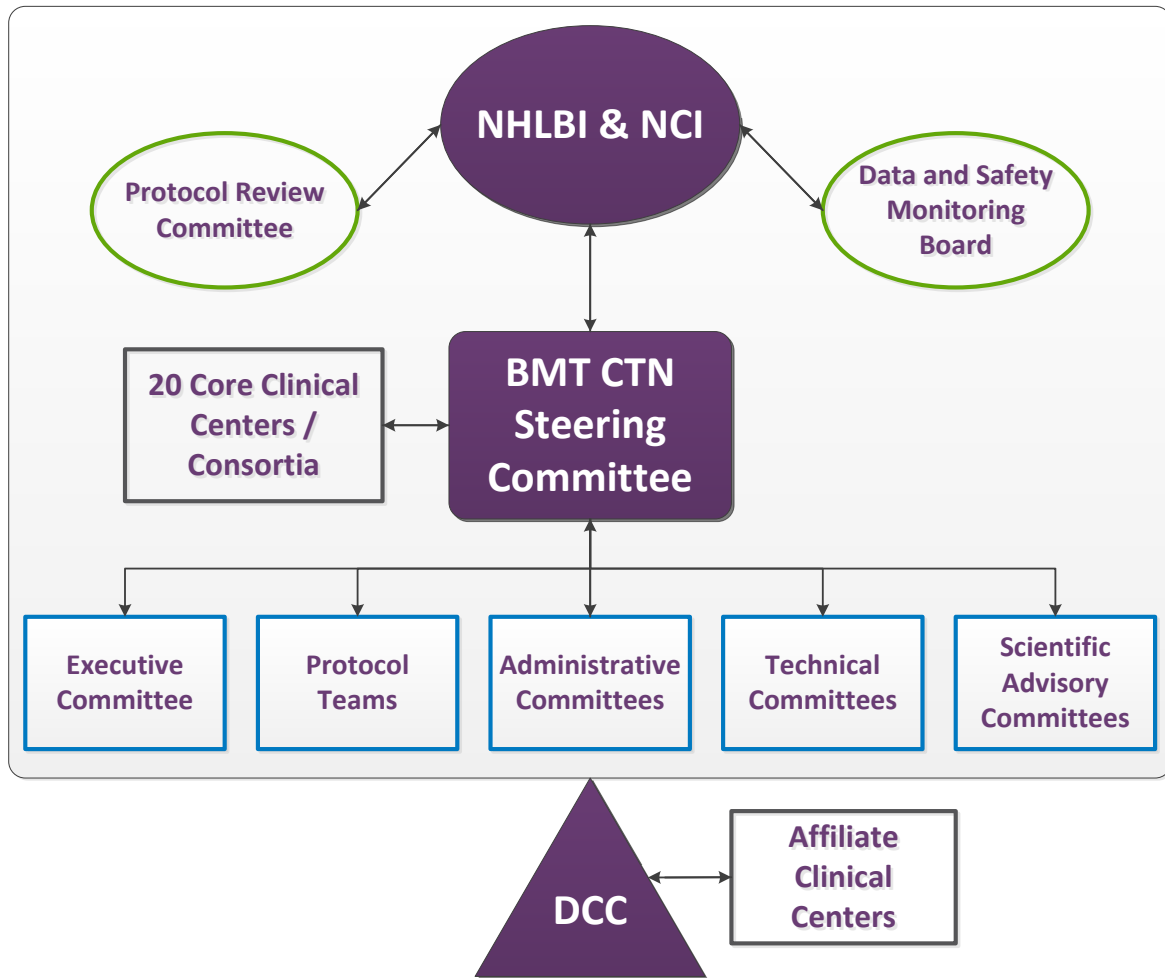 NHLBI & NCI
Protocol Review
Committee
Data and Safety
Monitoring
Board
20 Core Clinical
Centers /
Consortia
BMT CTN
Steering
Committee
Executive
Committee
Protocol
Teams
Administrative
Committees
Technical
Committees
Scientific
Advisory
Committees
DCC
Affiliate
Clinical
Centers